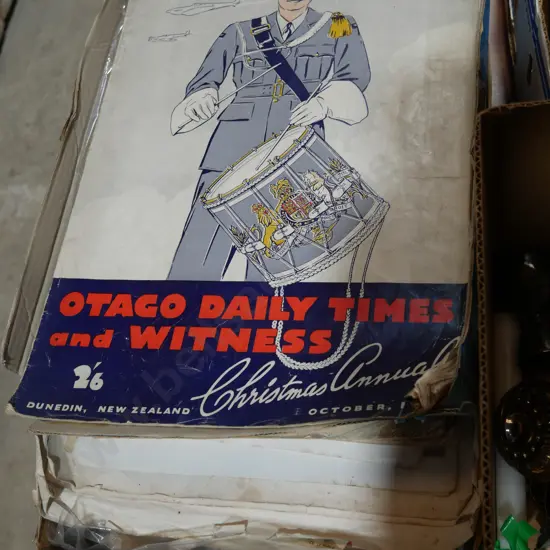 OTAGO DAILY TIMES
and WITNESS
2'6
Christmas Annual
DUNEDIN, NEW ZEALAND OCTOBER,